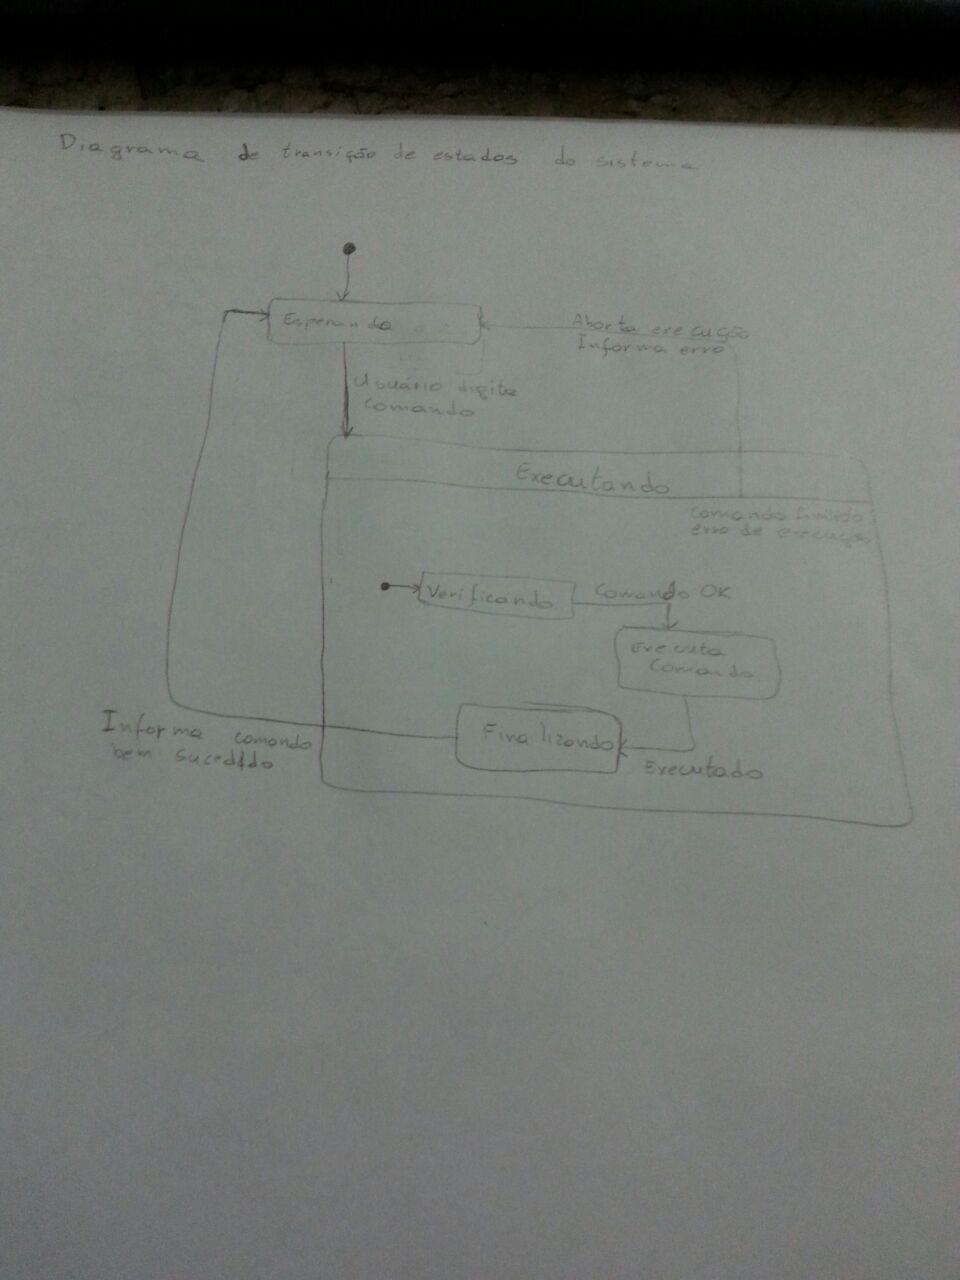 Diagrama de transição de estados do sistema
Esperando
Aborta execução
Informa erro
Usuário digita
comando
Executando
Comando
erro de execução
Verificando
Comando OK
Executa
Comando
Finalizando
Executado
Informa comando
bem sucedido